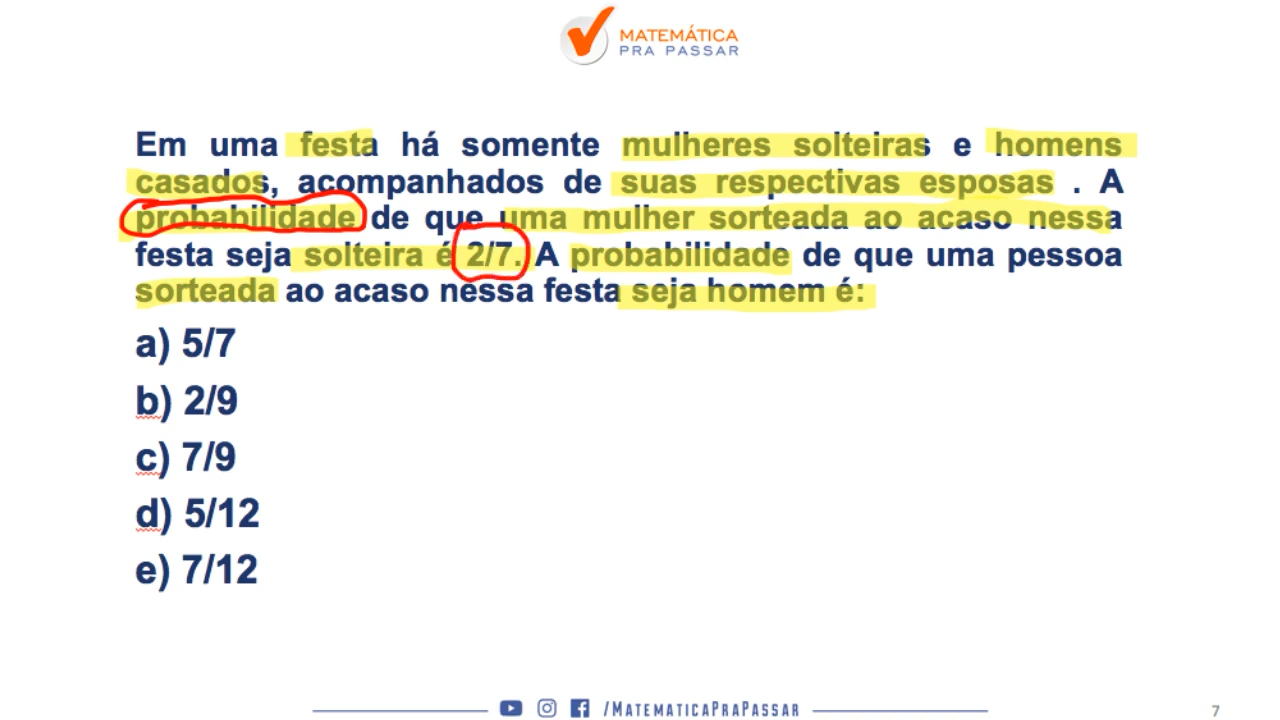 MATEMÁTICA
PRA PASSAR
Em uma festa há somente mulheres solteiras e homens
casados, acompanhados de suas respectivas esposas . A
probabilidade de que uma mulher sorteada ao acaso nessa
festa seja solteira é 2/7. A probabilidade de que uma pessoa
sorteada ao acaso nessa festa seja homem é:
a) 5/7
b) 2/9
c) 7/9
d) 5/12
e) 7/12
/MATEMATICAPRAPASSAR
7